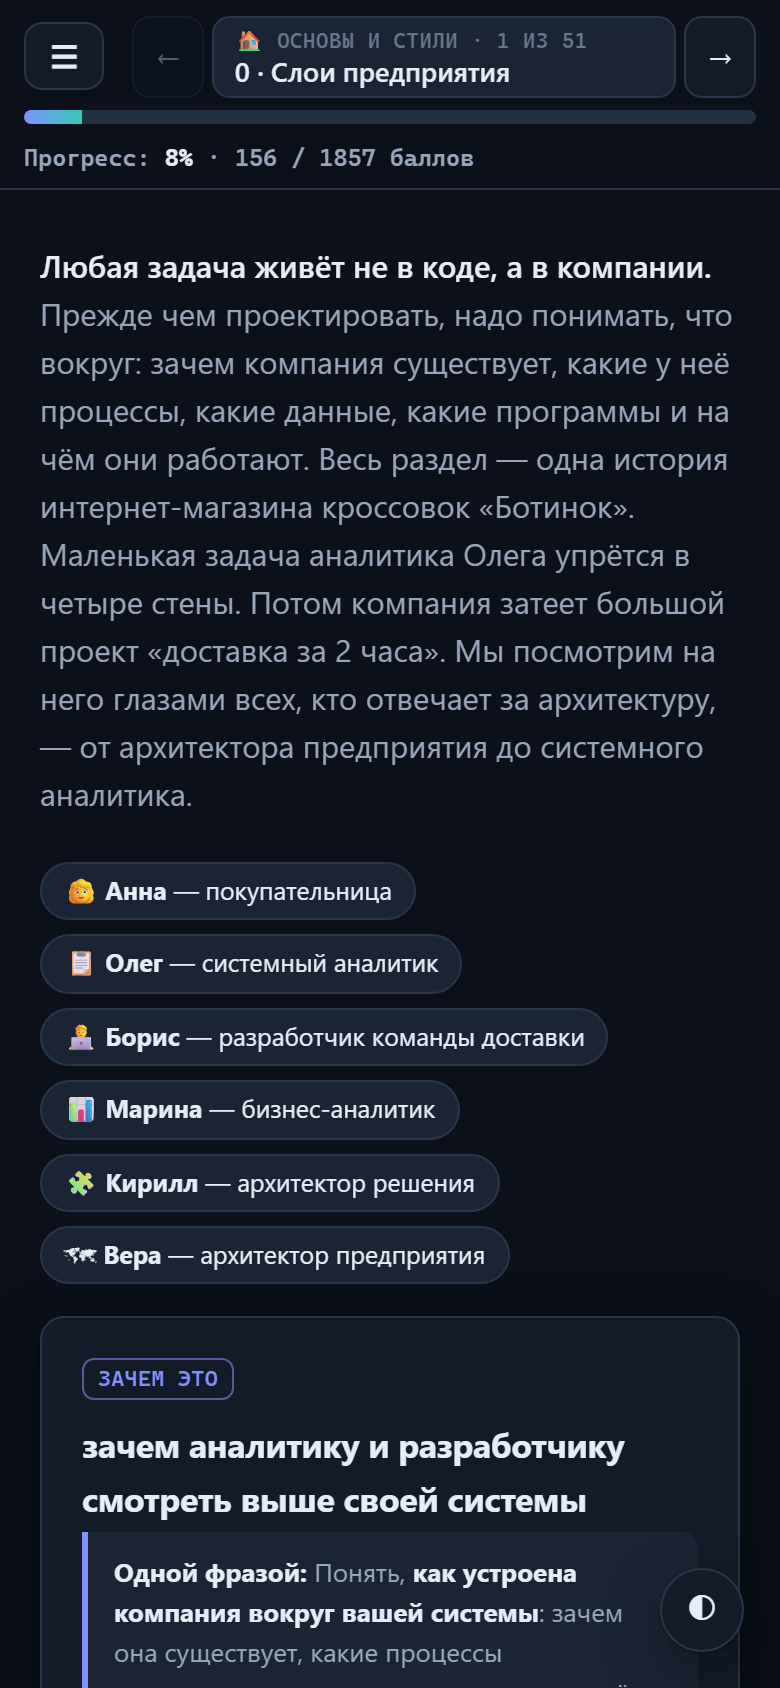 ОСНОВЫ И СТИЛИ · 1 ИЗ 51
0 · Слои предприятия
Прогресс: 8% · 156 / 1857 баллов
Любая задача живёт не в коде, а в компании.
Прежде чем проектировать, надо понимать, что
вокруг: зачем компания существует, какие у неё
процессы, какие данные, какие программы и на
чём они работают. Весь раздел — одна история
интернет-магазина кроссовок «Ботинок».
Маленькая задача аналитика Олега упрётся в
четыре стены. Потом компания затеет большой
проект «доставка за 2 часа». Мы посмотрим на
него глазами всех, кто отвечает за архитектуру,
— от архитектора предприятия до системного
аналитика.
Анна — покупательница
Олег — системный аналитик
Борис — разработчик команды доставки
Марина — бизнес-аналитик
Кирилл — архитектор решения
Вера — архитектор предприятия
ЗАЧЕМ ЭТО
зачем аналитику и разработчику
смотреть выше своей системы
Одной фразой: Понять, как устроена
компания вокруг вашей системы: зачем
она существует, какие процессы